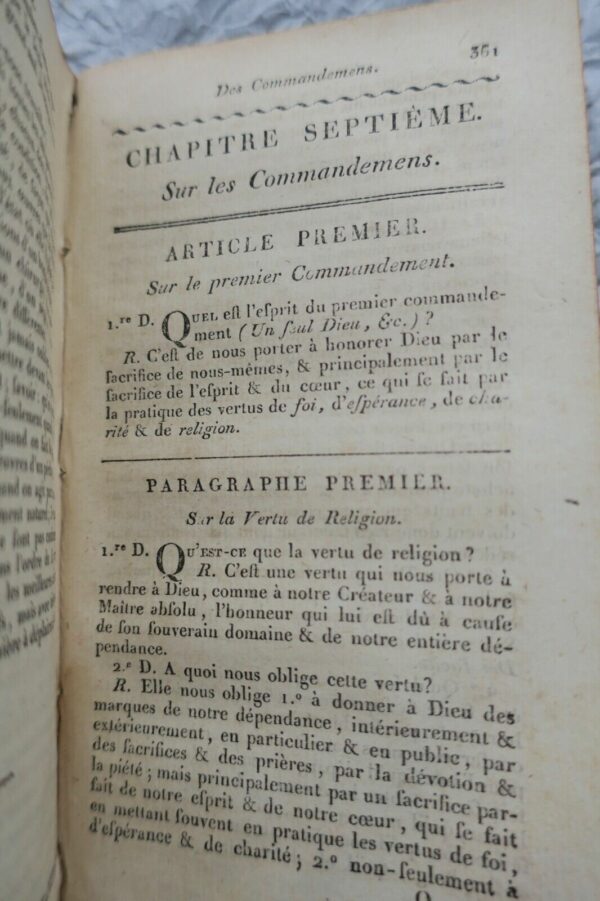 Des Commandemens. 361
CHAPITRE SEPTIÈME.
Sur les Commandemens.
ARTICLE PREMIER.
Sur le premier Commandement.
1.re D. QUEL eſt l'eſprit du premier commande-
ment (Un ſeul Dieu, &c.) ?
R. C'eſt de nous porter à honorer Dieu par le
ſacrifice de nous-mêmes, & principalement par le
ſacrifice de l'eſprit & du cœur, ce qui ſe fait par
la pratique des vertus de foi, d'eſpérance, de cha-
rité & de religion.
PARAGRAPHE PREMIER.
Sur la Vertu de Religion.
1.re D. QU'EST-CE que la vertu de religion ?
R. C'eſt une vertu qui nous porte à
rendre à Dieu, comme à notre Créateur & à notre
Maître abſolu, l'honneur qui lui eſt dû à cauſe
de ſon ſouverain domaine & de notre entière dé-
pendance.
2.e D. A quoi nous oblige cette vertu ?
R. Elle nous oblige 1.º à donner à Dieu des
marques de notre dépendance, intérieurement &
extérieurement, en particulier & en public, par
des ſacrifices & des prières, par la dévotion &
la piété ; mais principalement par un ſacrifice par-
fait de notre eſprit & de notre cœur, qui ſe fait
en mettant ſouvent en pratique les vertus de foi,
d'eſpérance & de charité ; 2.º non-ſeulement à
Q